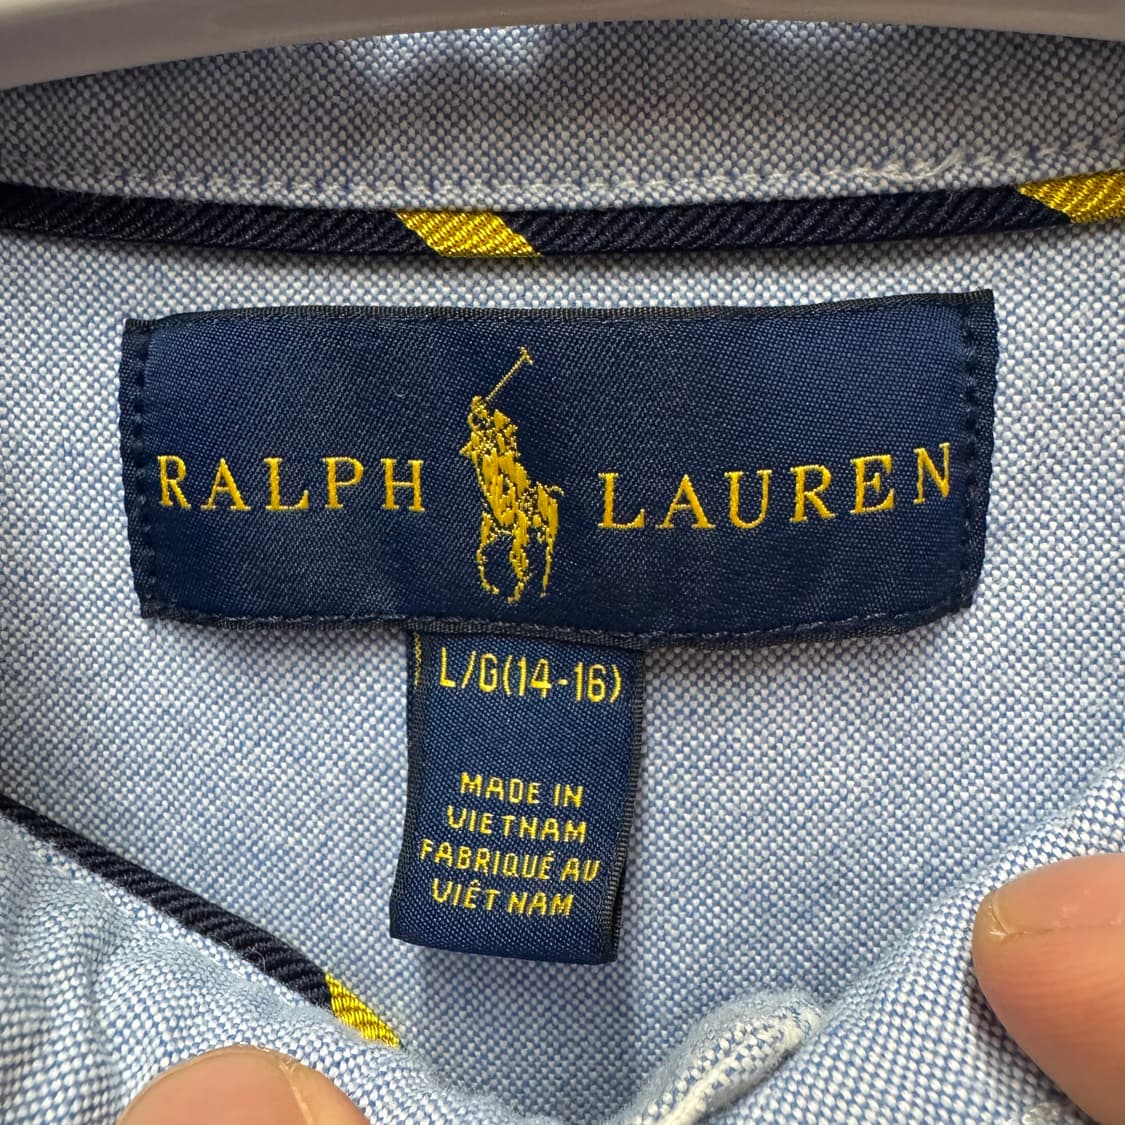 RALPH LAUREN
L/G(14-16)
MADE IN
VIETNAM
FABRIQUÉ AU
VIÊT NAM